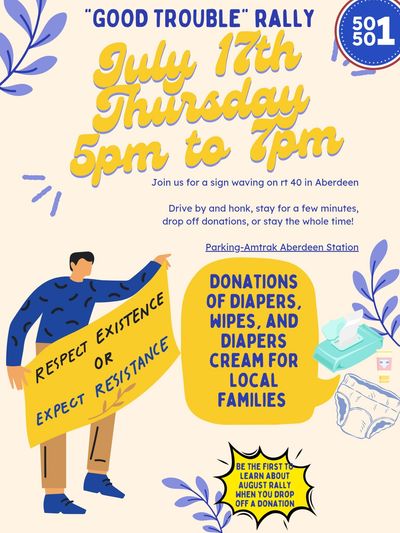 "GOOD TROUBLE" RALLY
50
50
1
July 17th
Thursday
5pm to 7pm
Join us for a sign waving on rt 40 in Aberdeen
Drive by and honk, stay for a few minutes,
drop off donations, or stay the whole time!
Parking-Amtrak Aberdeen Station
DONATIONS
OF DIAPERS,
WIPES, AND
DIAPERS
CREAM FOR
LOCAL
FAMILIES
RESPECT EXISTENCE
OR
EXPECT RESISTANCE
BE THE FIRST TO
LEARN ABOUT
AUGUST RALLY
WHEN YOU DROP
OFF A DONATION